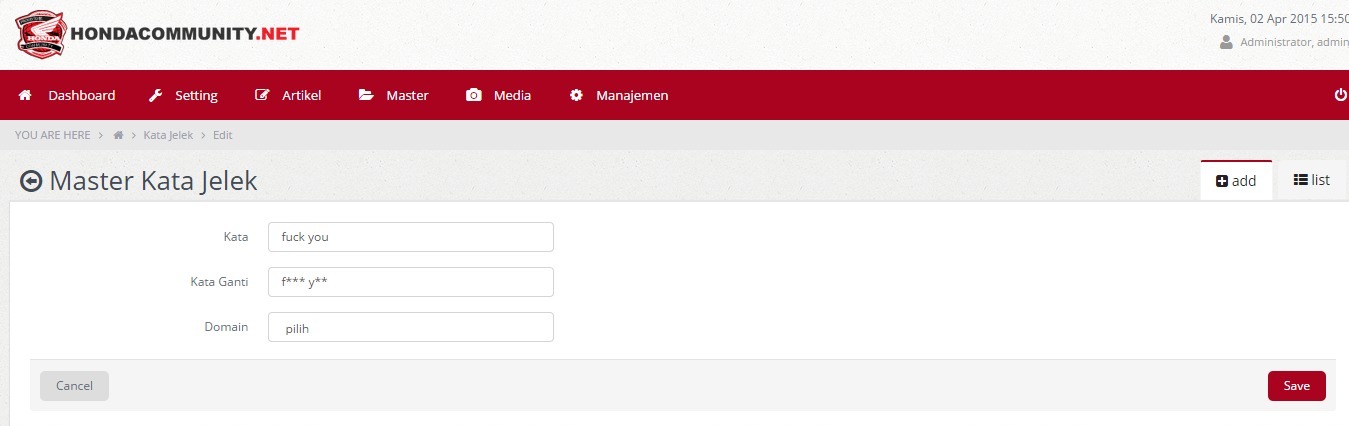 HONDACOMMUNITY.NET
HONDA
Kamis, 02 Apr 2015 15:50
Administrator, admin
Dashboard Setting Artikel Master Media Manajemen
YOU ARE HERE > > Kata Jelek > Edit
Master Kata Jelek
add list
Kata fuck you
Kata Ganti f*** y**
Domain pilih
Cancel Save